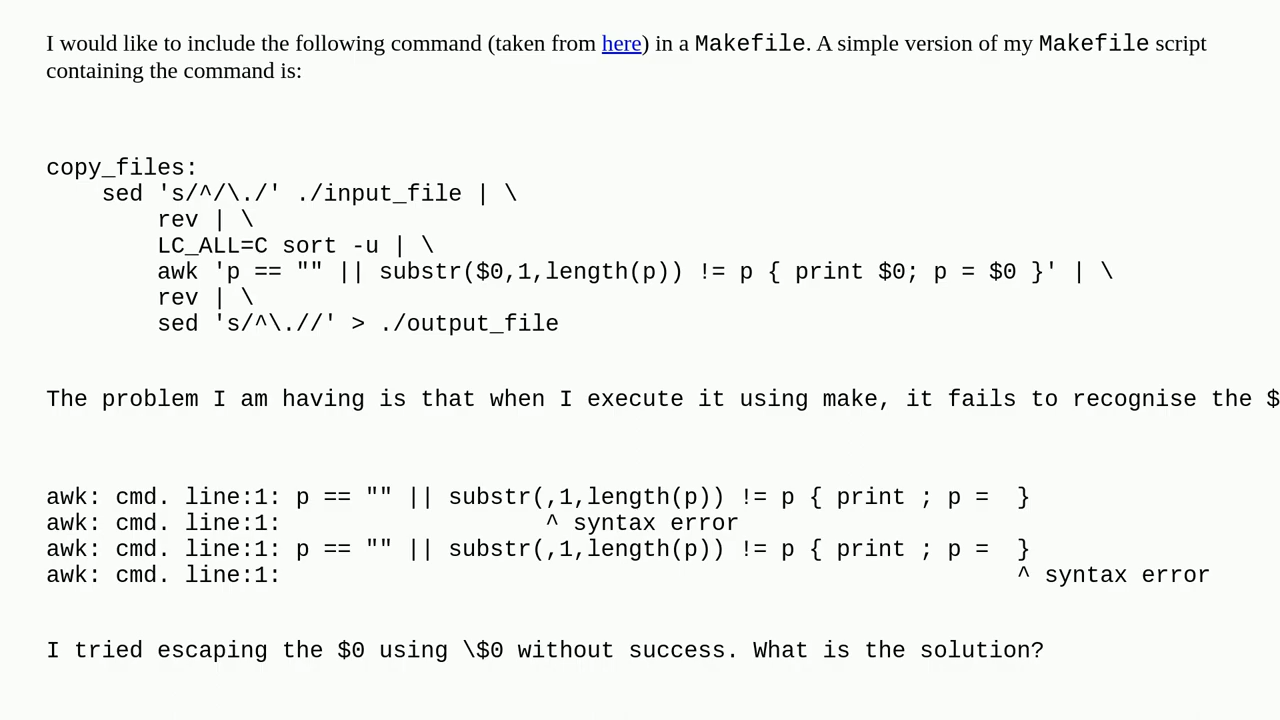 I would like to include the following command (taken from here) in a Makefile. A simple version of my Makefile script
containing the command is:
copy_files:
    sed 's/^/\./' ./input_file | \
        rev | \
        LC_ALL=C sort -u | \
        awk 'p == "" || substr($0,1,length(p)) != p { print $0; p = $0 }' | \
        rev | \
        sed 's/^\.//' > ./output_file
The problem I am having is that when I execute it using make, it fails to recognise the $
awk: cmd. line:1: p == "" || substr(,1,length(p)) != p { print ; p =  }
awk: cmd. line:1:                   ^ syntax error
awk: cmd. line:1: p == "" || substr(,1,length(p)) != p { print ; p =  }
awk: cmd. line:1:                                                     ^ syntax error
I tried escaping the $0 using \$0 without success. What is the solution?